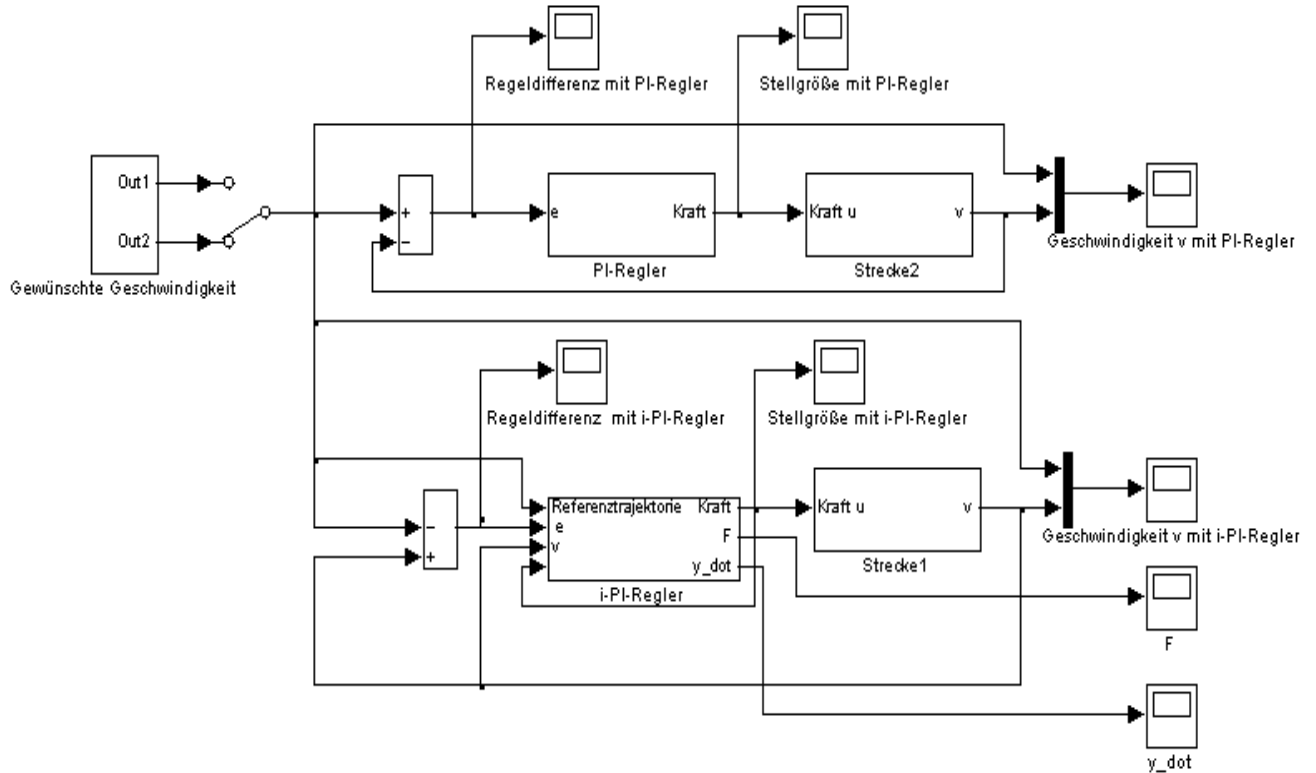 Regeldifferenz mit PI-Regler
Stellgröße mit PI-Regler
Out1
Out2
Gewünschte Geschwindigkeit
+
−
e
Kraft
PI-Regler
Kraft u
v
Strecke2
Geschwindigkeit v mit PI-Regler
Regeldifferenz mit i-PI-Regler
Stellgröße mit i-PI-Regler
−
+
Referenztrajektorie
e
v
Kraft
F
y_dot
i-PI-Regler
Kraft u
v
Strecke1
Geschwindigkeit v mit i-PI-Regler
F
y_dot